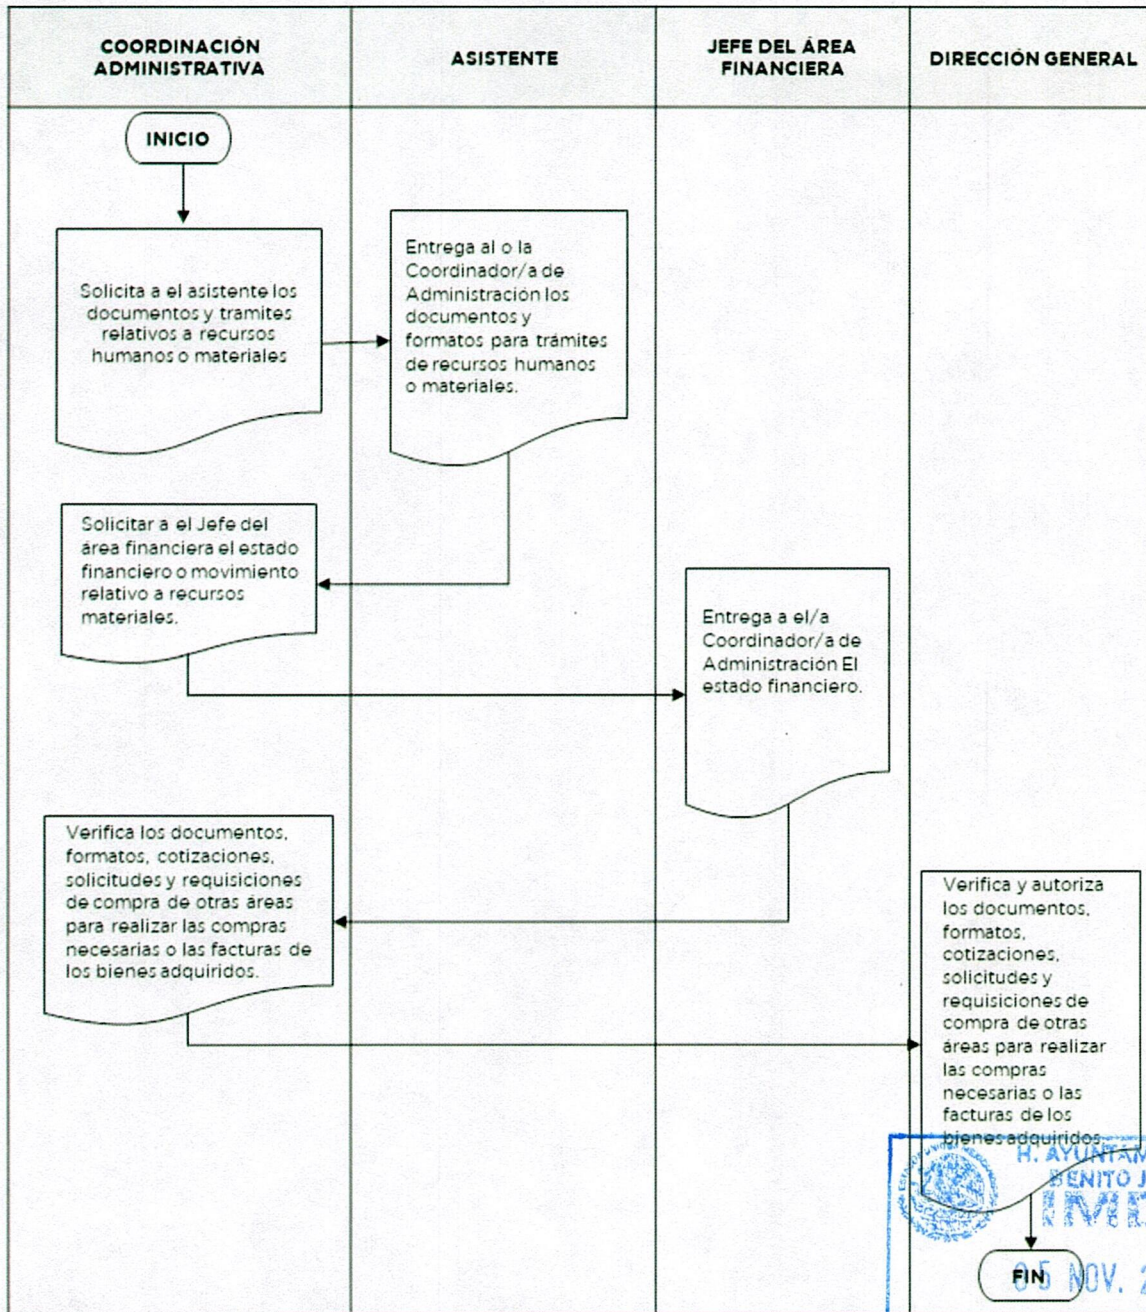 COORDINACIÓN
ADMINISTRATIVA
ASISTENTE
JEFE DEL ÁREA
FINANCIERA
DIRECCIÓN GENERAL
INICIO
Solicita a el asistente los
documentos y tramites
relativos a recursos
humanos o materiales
Entrega al o la
Coordinador/a de
Administración los
documentos y
formatos para trámites
de recursos humanos
o materiales.
Solicitar a el Jefe del
área financiera el estado
financiero o movimiento
relativo a recursos
materiales.
Entrega a el/a
Coordinador/a de
Administración El
estado financiero.
Verifica los documentos,
formatos, cotizaciones,
solicitudes y requisiciones
de compra de otras áreas
para realizar las compras
necesarias o las facturas de
los bienes adquiridos.
Verifica y autoriza
los documentos,
formatos,
cotizaciones,
solicitudes y
requisiciones de
compra de otras
áreas para realizar
las compras
necesarias o las
facturas de los
bienes adquiridos.
H. AYUNTAM
BENITO J
FIN
05 NOV. 2